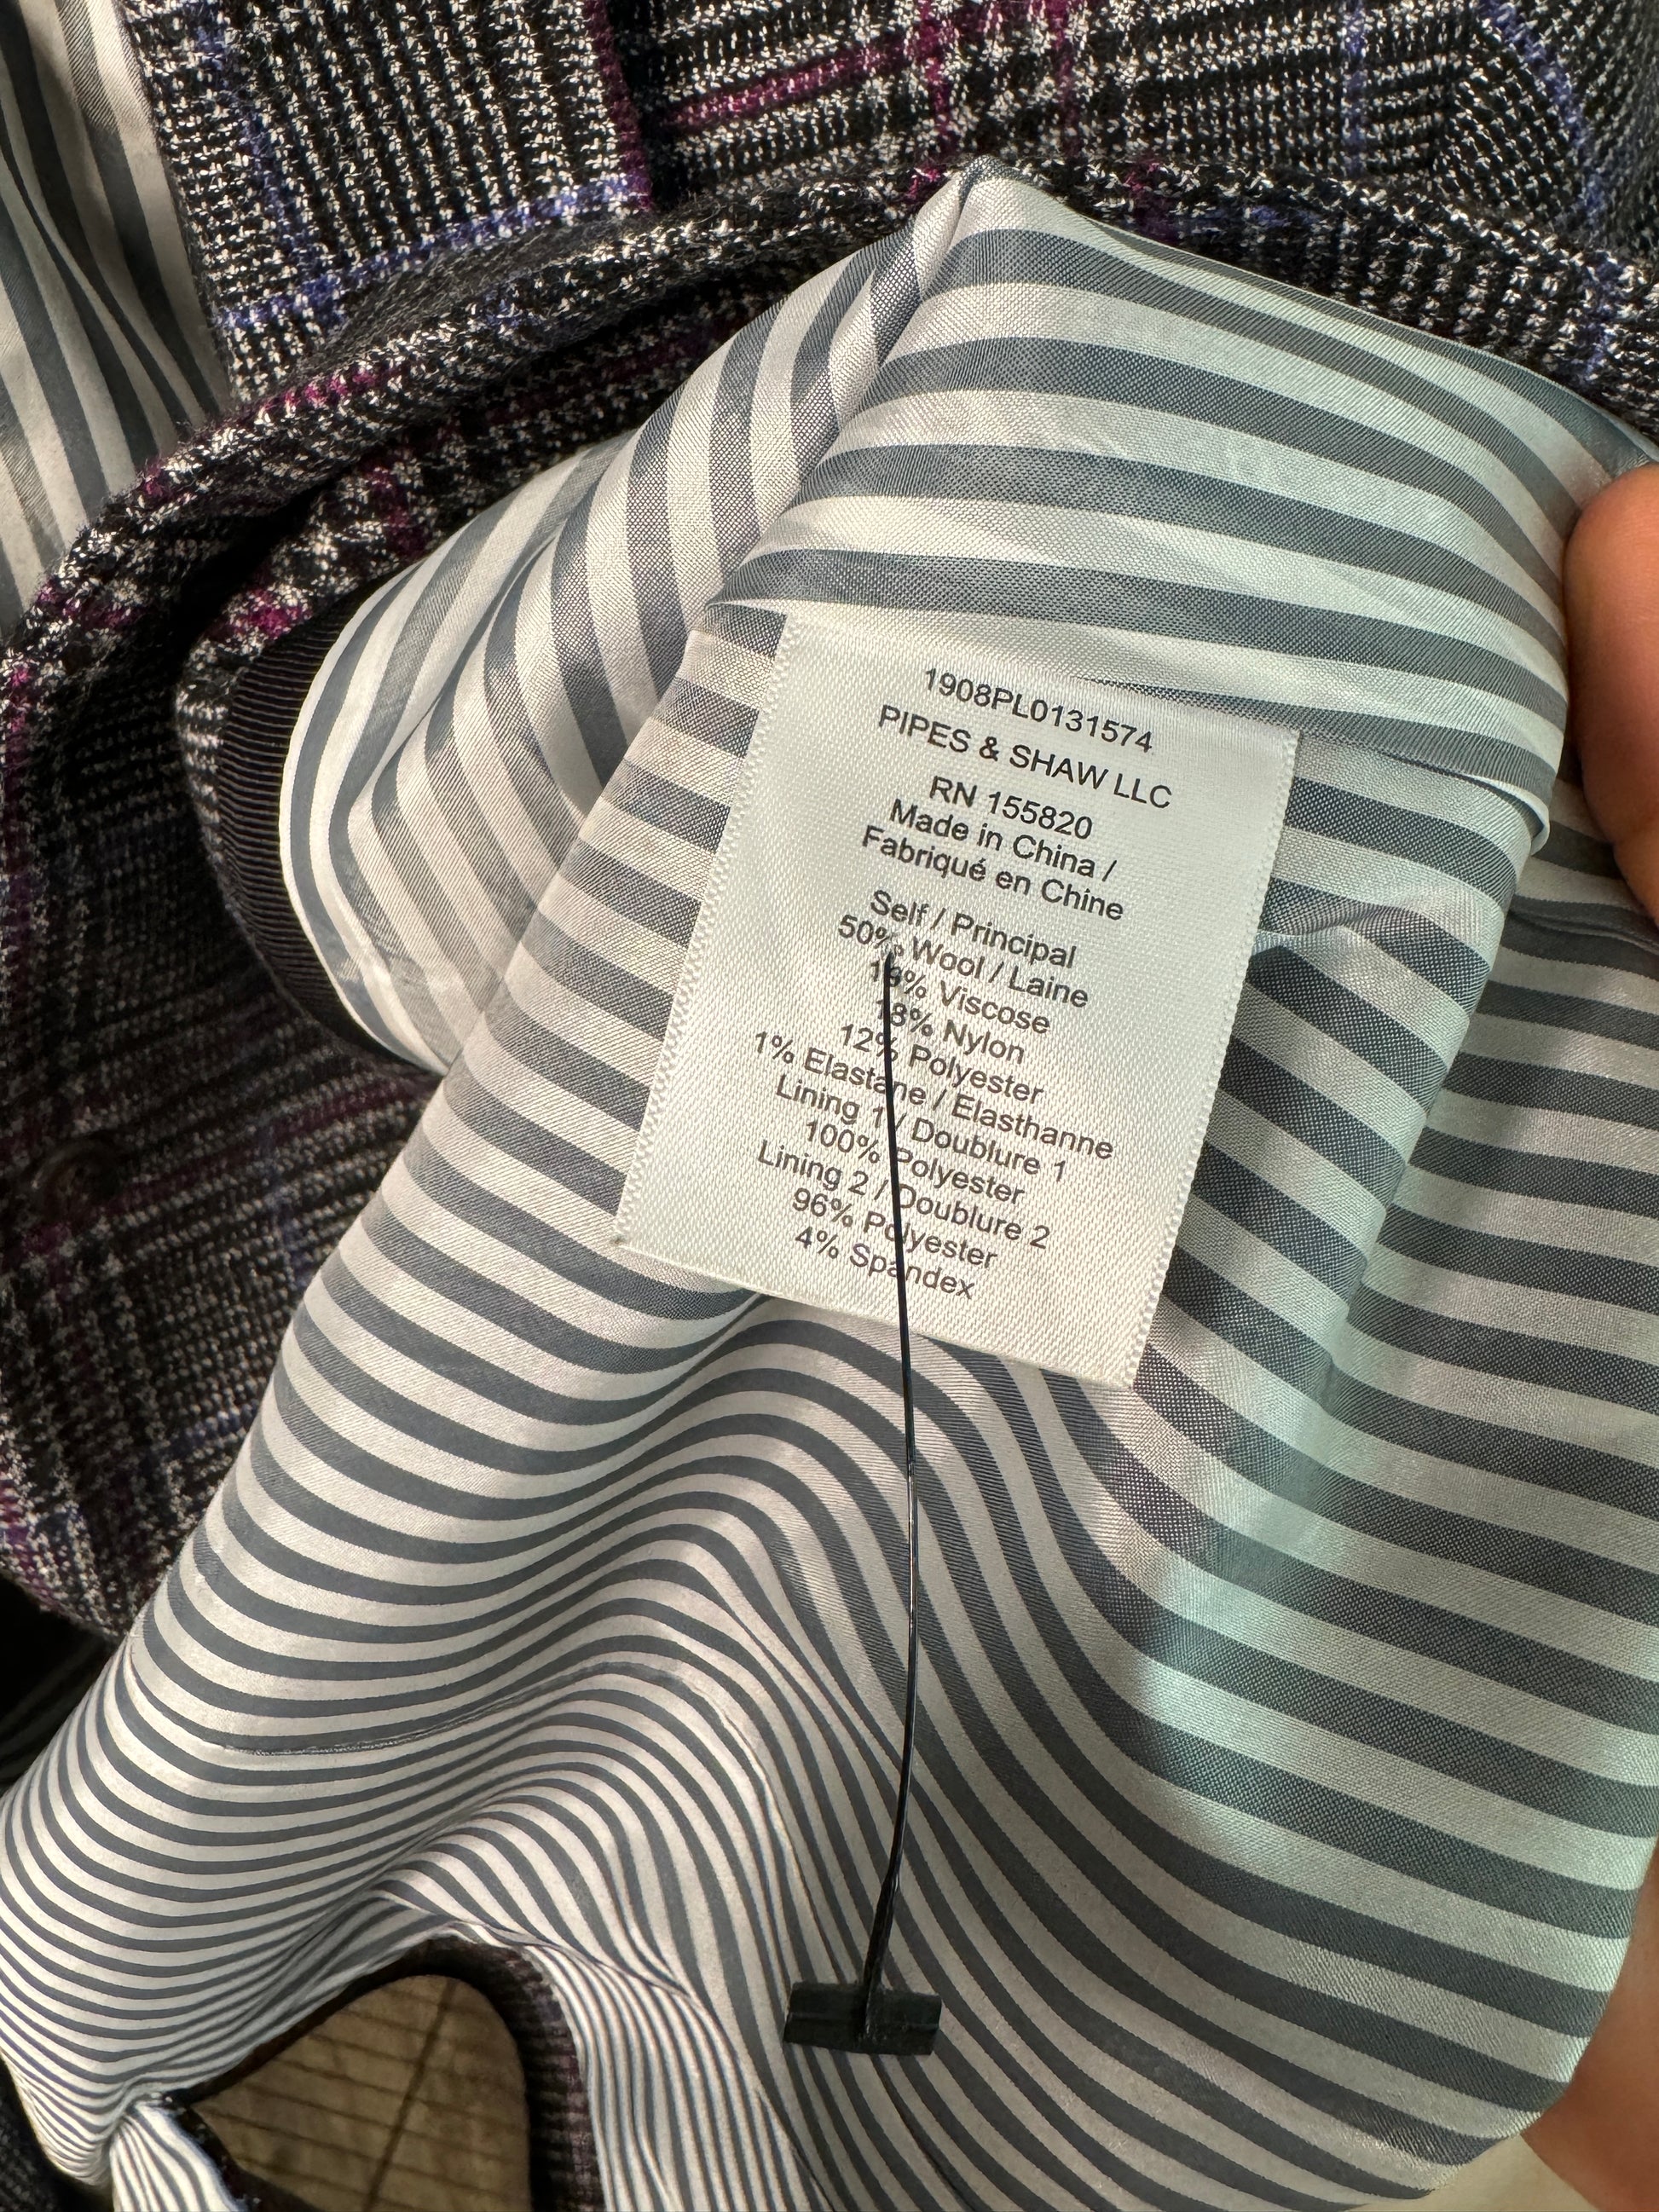 1908PL0131574
PIPES & SHAW LLC
RN 155820
Made in China /
Fabriqué en Chine
Self / Principal
50% Wool / Laine
19% Viscose
18% Nylon
12% Polyester
1% Elastane / Elasthanne
Lining 1 / Doublure 1
100% Polyester
Lining 2 / Doublure 2
96% Polyester
4% Spandex